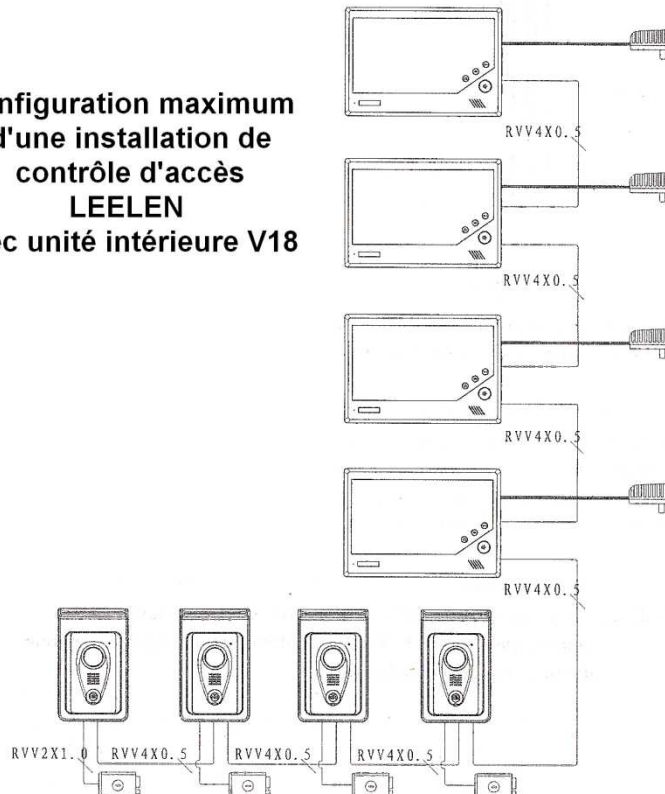 nfiguration maximum
d'une installation de
contrôle d'accès
LEELEN
ec unité intérieure V18
RVV4X0.5
RVV4X0.5
RVV4X0.5
RVV4X0.5
RVV2X1.0 RVV4X0.5 RVV4X0.5 RVV4X0.5